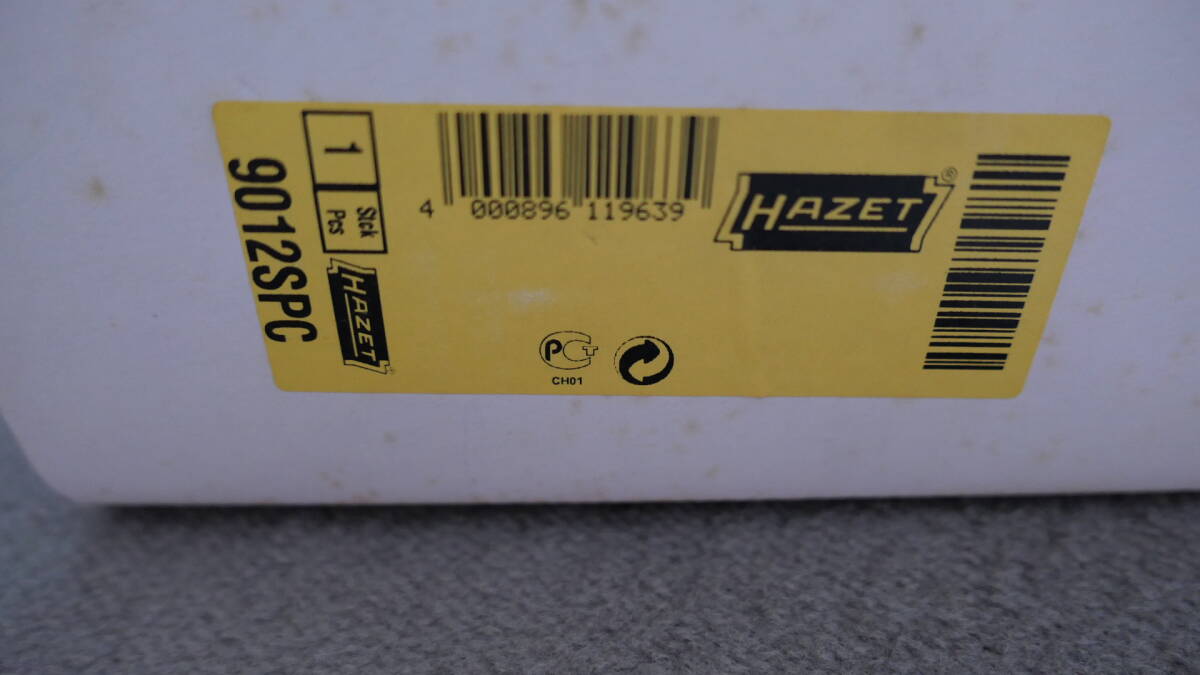 9012SPC
1
Stck
Pcs
HAZET
4 000896 119639
HAZET®
PCT
CH01